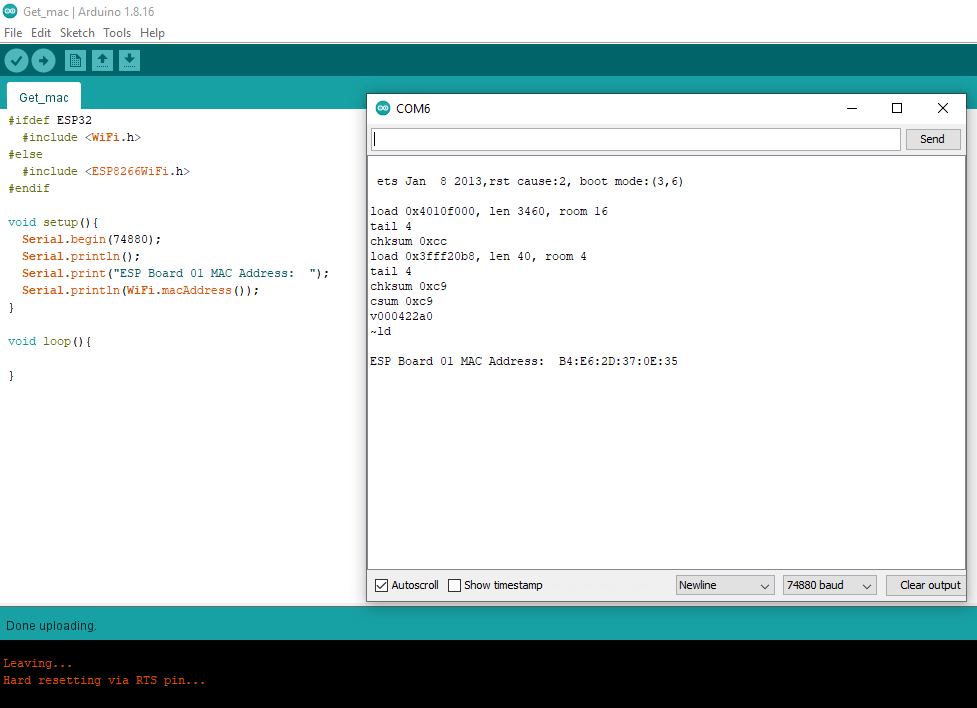 Get_mac | Arduino 1.8.16
File Edit Sketch Tools Help
Get_mac
#ifdef ESP32
  #include <WiFi.h>
#else
  #include <ESP8266WiFi.h>
#endif
void setup(){
  Serial.begin(74880);
  Serial.println();
  Serial.print("ESP Board 01 MAC Address:  ");
  Serial.println(WiFi.macAddress());
}
void loop(){
}
COM6
Send
 ets Jan  8 2013,rst cause:2, boot mode:(3,6)
load 0x4010f000, len 3460, room 16
tail 4
chksum 0xcc
load 0x3fff20b8, len 40, room 4
tail 4
chksum 0xc9
csum 0xc9
v000422a0
~ld
ESP Board 01 MAC Address:  B4:E6:2D:37:0E:35
Autoscroll Show timestamp Newline 74880 baud Clear output
Done uploading.
Leaving...
Hard resetting via RTS pin...